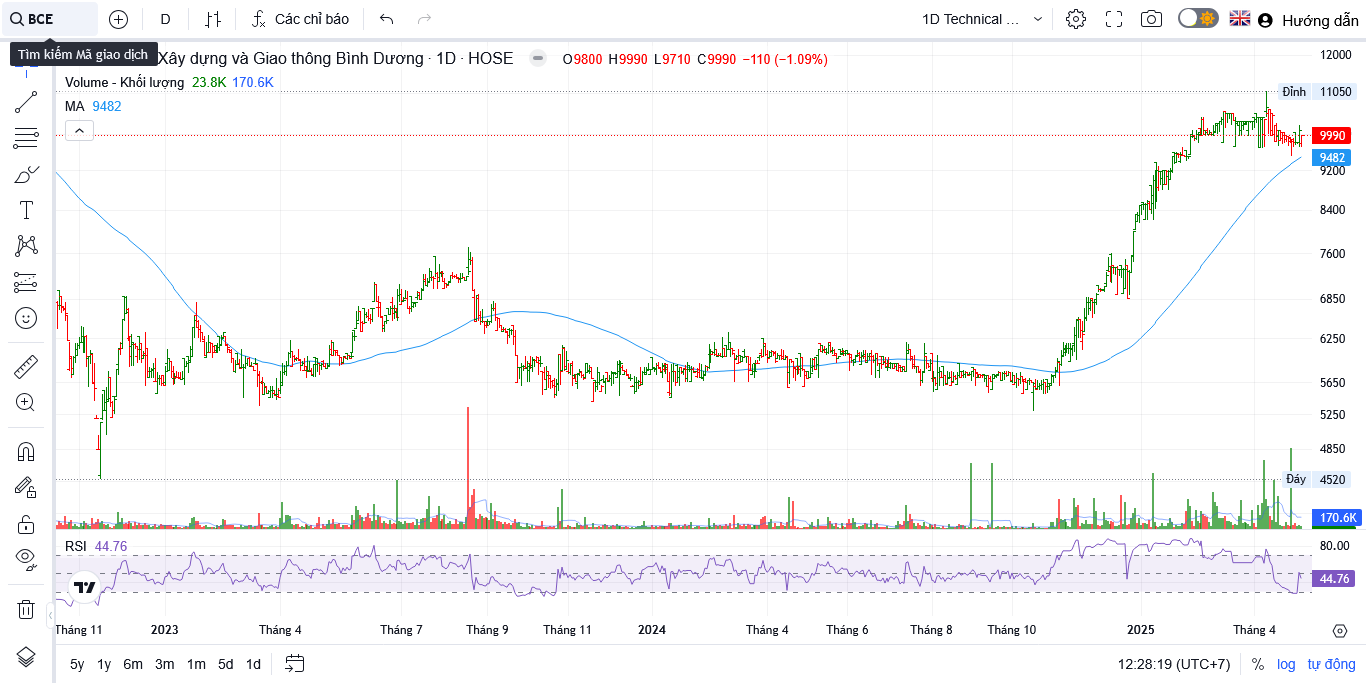 BCE
D
Các chỉ báo
1D Technical ...
Hướng dẫn
Tìm kiếm Mã giao dịch
Xây dựng và Giao thông Bình Dương · 1D · HOSE
O9800 H9990 L9710 C9990 −110 (−1.09%)
Volume - Khối lượng 23.8K 170.6K
MA 9482
12000
Đỉnh 11050
9990
9482
9200
8400
7600
6850
6250
5650
5250
4850
Đáy 4520
170.6K
RSI 44.76
80.00
44.76
Tháng 11 2023 Tháng 4 Tháng 7 Tháng 9 Tháng 11 2024 Tháng 4 Tháng 6 Tháng 8 Tháng 10 2025 Tháng 4
5y 1y 6m 3m 1m 5d 1d
12:28:19 (UTC+7) % log tự động